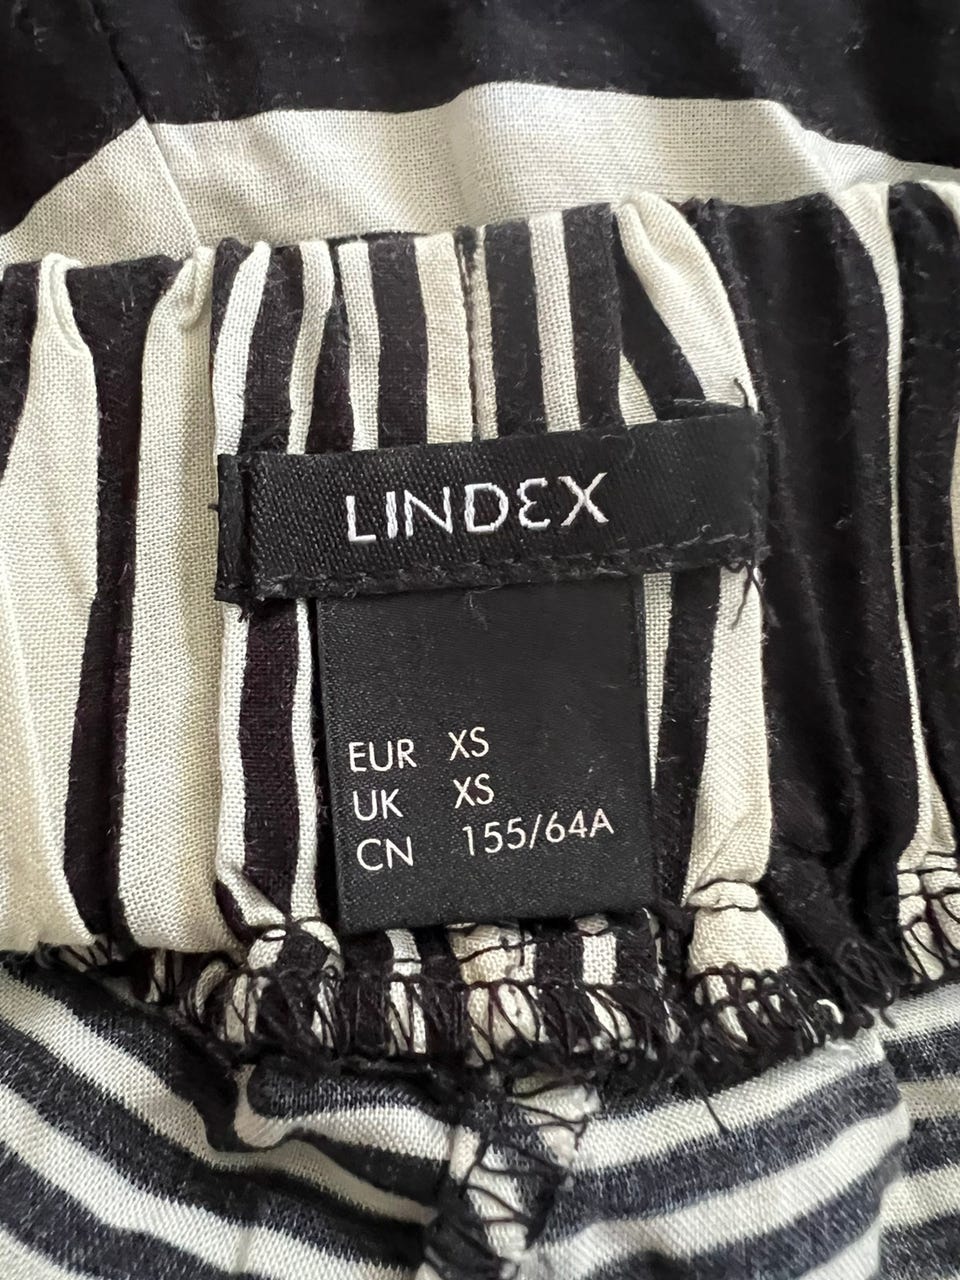 LINDEX
EUR XS
UK XS
CN 155/64A